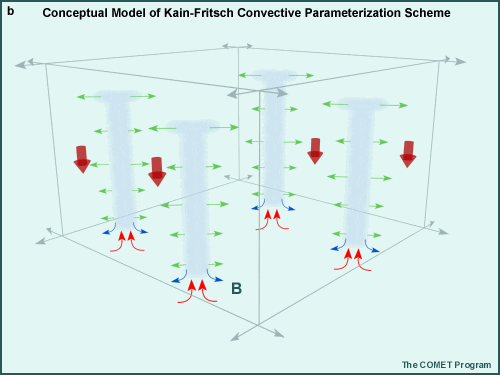 b Conceptual Model of Kain-Fritsch Convective Parameterization Scheme
B
The COMET Program